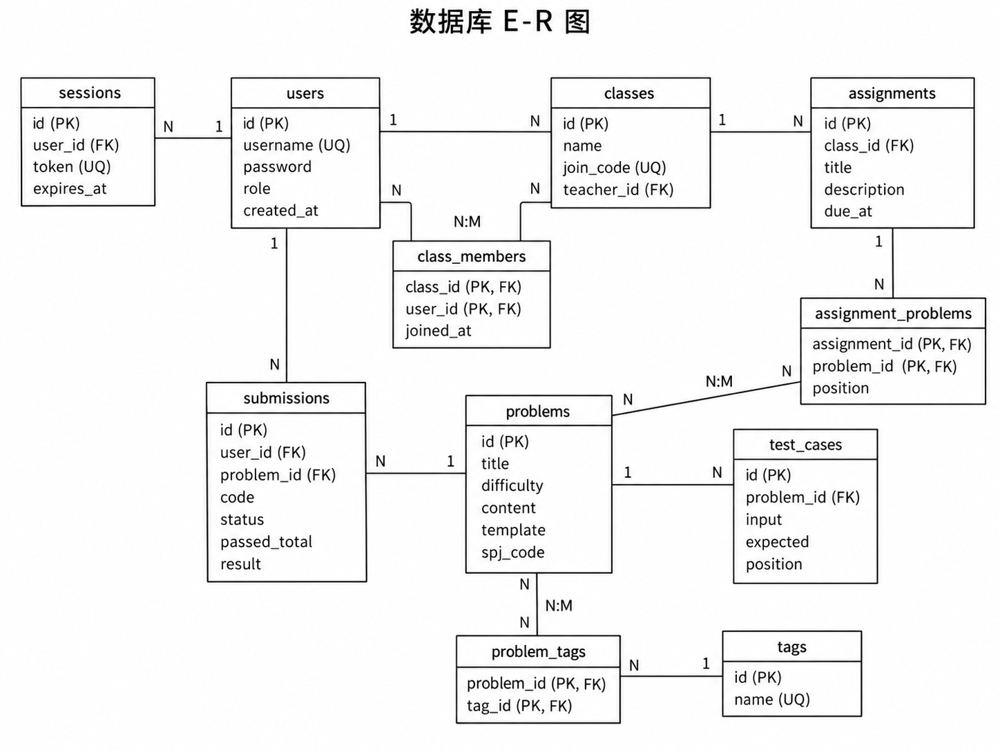 数据库 E-R 图
sessions
id (PK)
user_id (FK)
token (UQ)
expires_at
N
1
users
id (PK)
username (UQ)
password
role
created_at
1
N
classes
id (PK)
name
join_code (UQ)
teacher_id (FK)
1
N
assignments
id (PK)
class_id (FK)
title
description
due_at
N
N:M
N
class_members
class_id (PK, FK)
user_id (PK, FK)
joined_at
1
N
assignment_problems
assignment_id (PK, FK)
problem_id (PK, FK)
position
1
N
submissions
id (PK)
user_id (FK)
problem_id (FK)
code
status
passed_total
result
N
1
problems
id (PK)
title
difficulty
content
template
spj_code
N
N:M
N
1
N
test_cases
id (PK)
problem_id (FK)
input
expected
position
N
N:M
N
problem_tags
problem_id (PK, FK)
tag_id (PK, FK)
N
1
tags
id (PK)
name (UQ)